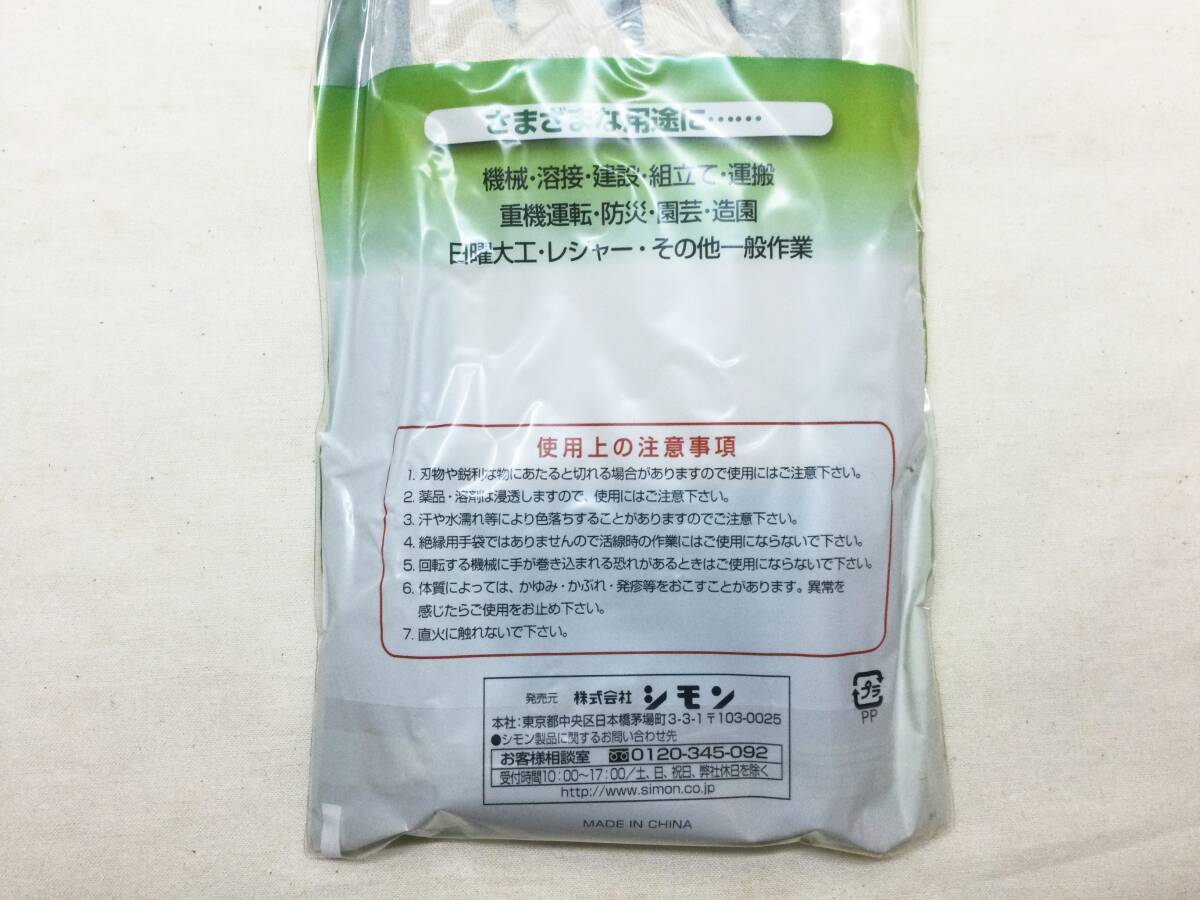 さまざまな用途に……
機械・溶接・建設・組立て・運搬
重機運転・防災・園芸・造園
日曜大工・レジャー・その他一般作業
使用上の注意事項
1. 刃物や鋭利な物にあたると切れる場合がありますので使用にはご注意下さい。
2. 薬品・溶剤は浸透しますので、使用にはご注意下さい。
3. 汗や水濡れ等により色落ちすることがありますのでご注意下さい。
4. 絶縁用手袋ではありませんので活線時の作業にはご使用にならないで下さい。
5. 回転する機械に手が巻き込まれる恐れがあるときはご使用にならないで下さい。
6. 体質によっては、かゆみ・かぶれ・発疹等をおこすことがあります。異常を
感じたらご使用をお止め下さい。
7. 直火に触れないで下さい。
発売元 株式会社 シモン
本社:東京都中央区日本橋茅場町3-3-1〒103-0025
●シモン製品に関するお問い合わせ先
お客様相談室 0120-345-092
受付時間10:00〜17:00/土、日、祝日、弊社休日を除く
http://www.simon.co.jp
プラ
PP
MADE IN CHINA